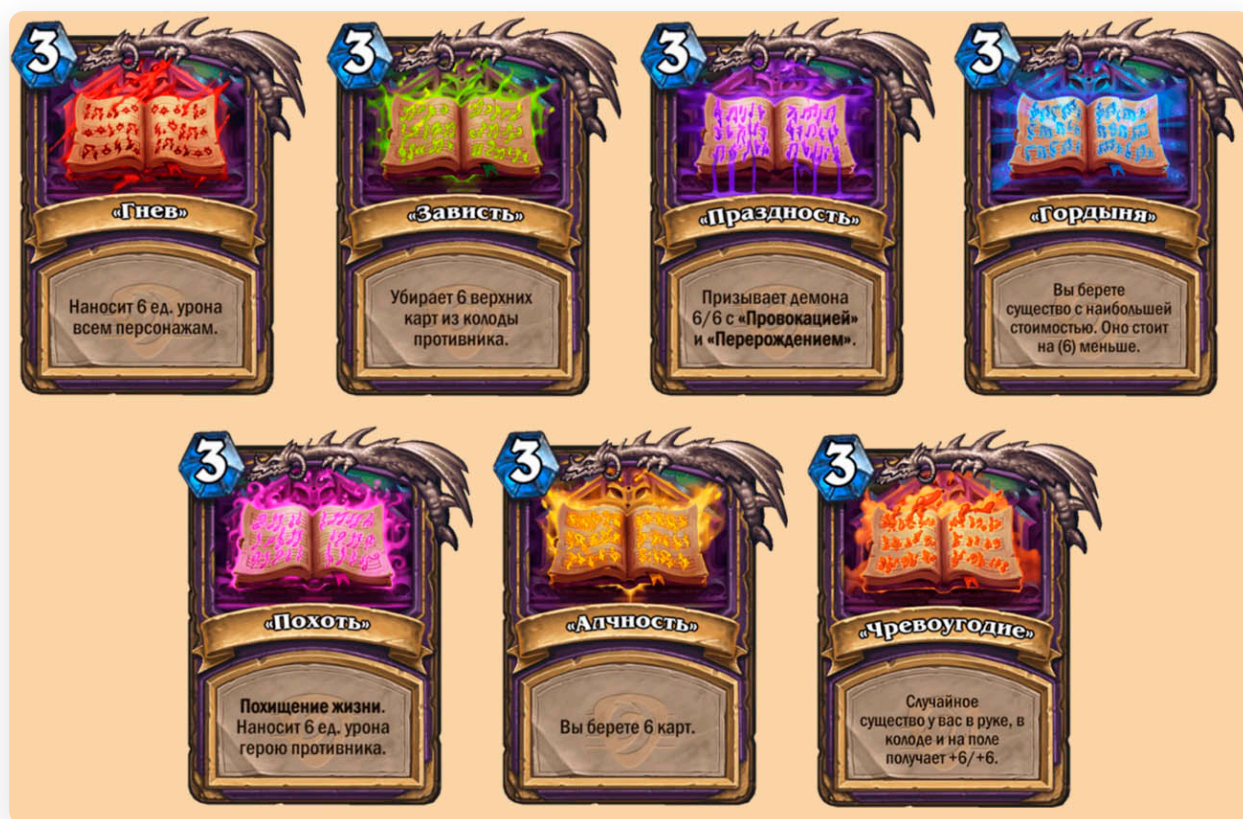 3
«Гнев»
Наносит 6 ед. урона
всем персонажам.
3
«Зависть»
Убирает 6 верхних
карт из колоды
противника.
3
«Праздность»
Призывает демона
6/6 с «Провокацией»
и «Перерождением».
3
«Гордыня»
Вы берете
существо с наибольшей
стоимостью. Оно стоит
на (6) меньше.
3
«Похоть»
Похищение жизни.
Наносит 6 ед. урона
герою противника.
3
«Алчность»
Вы берете 6 карт.
3
«Чревоугодие»
Случайное
существо у вас в руке, в
колоде и на поле
получает +6/+6.